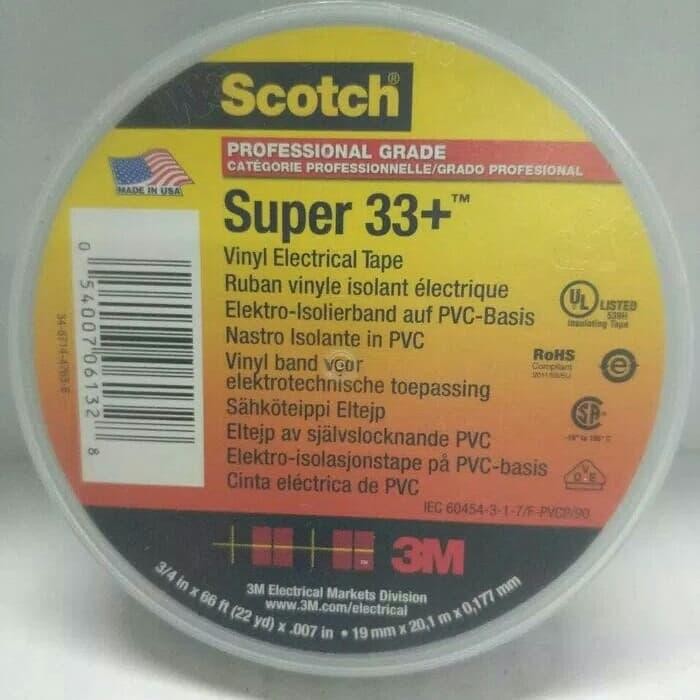 Scotch®
PROFESSIONAL GRADE
CATÉGORIE PROFESSIONNELLE/GRADO PROFESIONAL
MADE IN USA
Super 33+™
Vinyl Electrical Tape
Ruban vinyle isolant électrique
Elektro-Isolierband auf PVC-Basis
Nastro Isolante in PVC
Vinyl band voor
elektrotechnische toepassing
Sähköteippi Eltejp
Eltejp av självslocknande PVC
Elektro-isolasjonstape på PVC-basis
Cinta eléctrica de PVC
IEC 60454-3-1-7/F-PVCP/90
0 54007 06132 8
UL LISTED
539H
Insulating Tape
RoHS
Compliant
e
SA
VDE
3M
3M Electrical Markets Division
www.3M.com/electrical
3/4 in x 66 ft (22 yd) x .007 in • 19 mm x 20,1 m x 0,177 mm